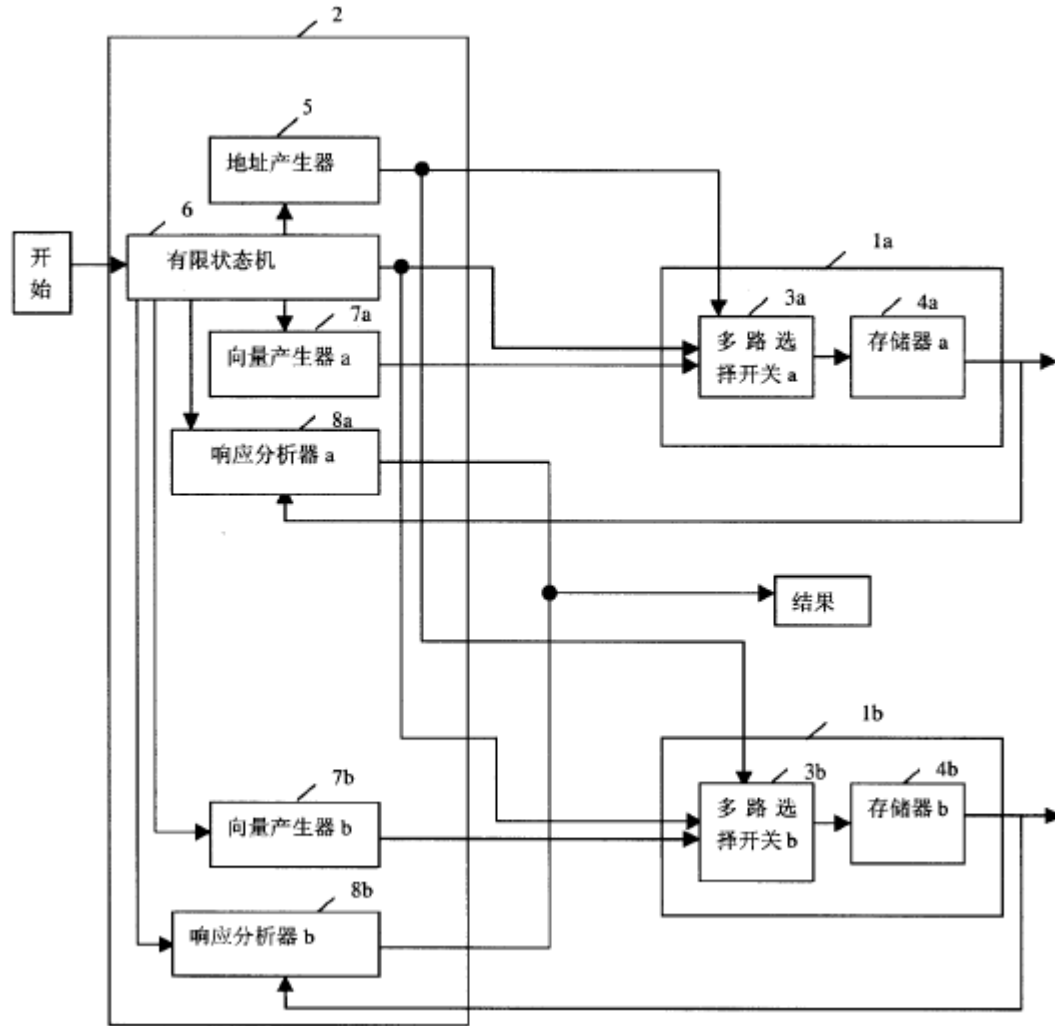 2
5
地址产生器
6
开
始
有限状态机
1a
7a
3a
4a
向量产生器 a
多 路 选
择开关 a
存储器 a
8a
响应分析器 a
结果
1b
7b
3b
4b
向量产生器 b
多 路 选
择开关 b
存储器 b
8b
响应分析器 b